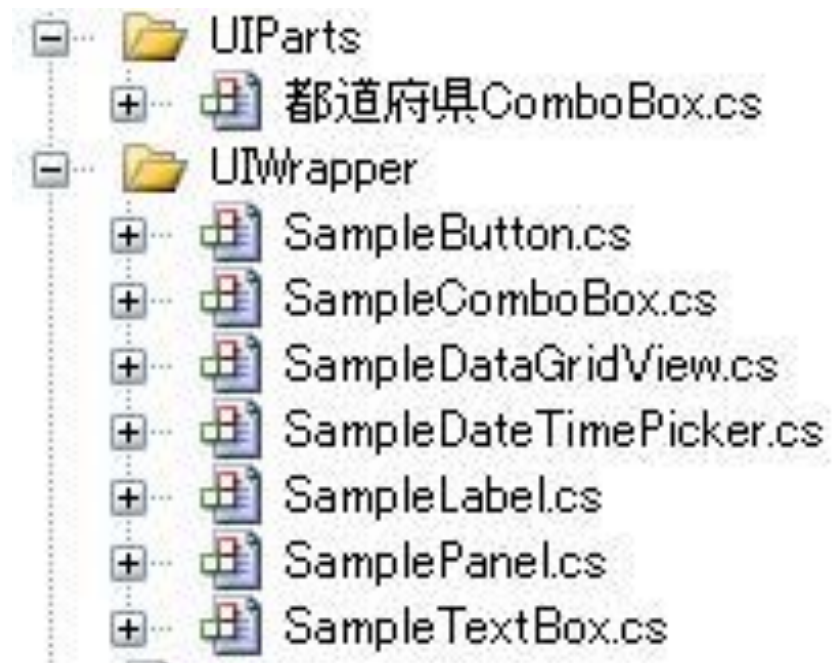 UIParts
都道府県ComboBox.cs
UIWrapper
SampleButton.cs
SampleComboBox.cs
SampleDataGridView.cs
SampleDateTimePicker.cs
SampleLabel.cs
SamplePanel.cs
SampleTextBox.cs